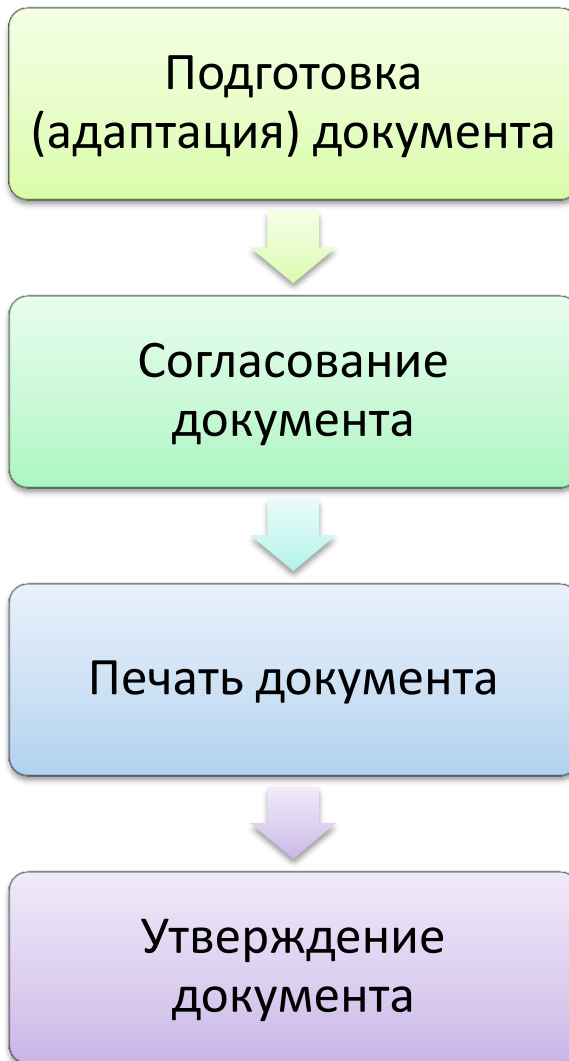 Подготовка
(адаптация) документа
Согласование
документа
Печать документа
Утверждение
документа